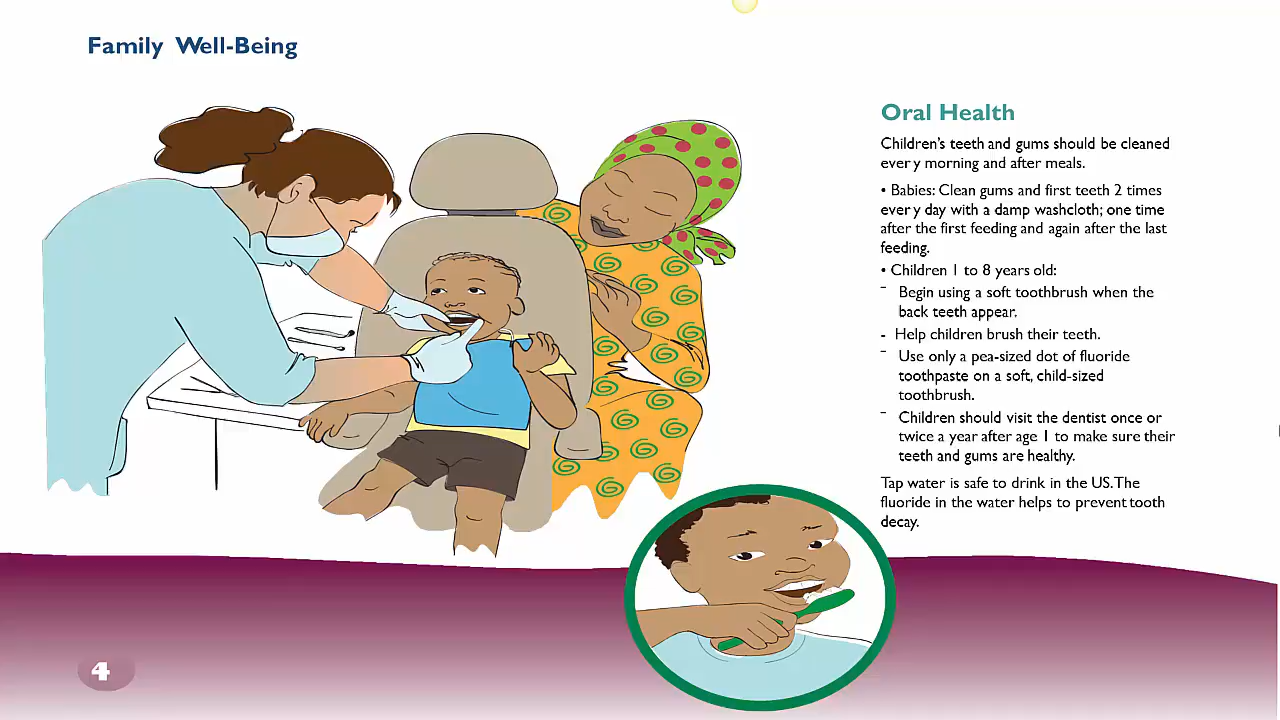 Family Well-Being
Oral Health
Children's teeth and gums should be cleaned
every morning and after meals.
• Babies: Clean gums and first teeth 2 times
every day with a damp washcloth; one time
after the first feeding and again after the last
feeding.
• Children 1 to 8 years old:
- Begin using a soft toothbrush when the
back teeth appear.
- Help children brush their teeth.
- Use only a pea-sized dot of fluoride
toothpaste on a soft, child-sized
toothbrush.
- Children should visit the dentist once or
twice a year after age 1 to make sure their
teeth and gums are healthy.
Tap water is safe to drink in the US. The
fluoride in the water helps to prevent tooth
decay.
4